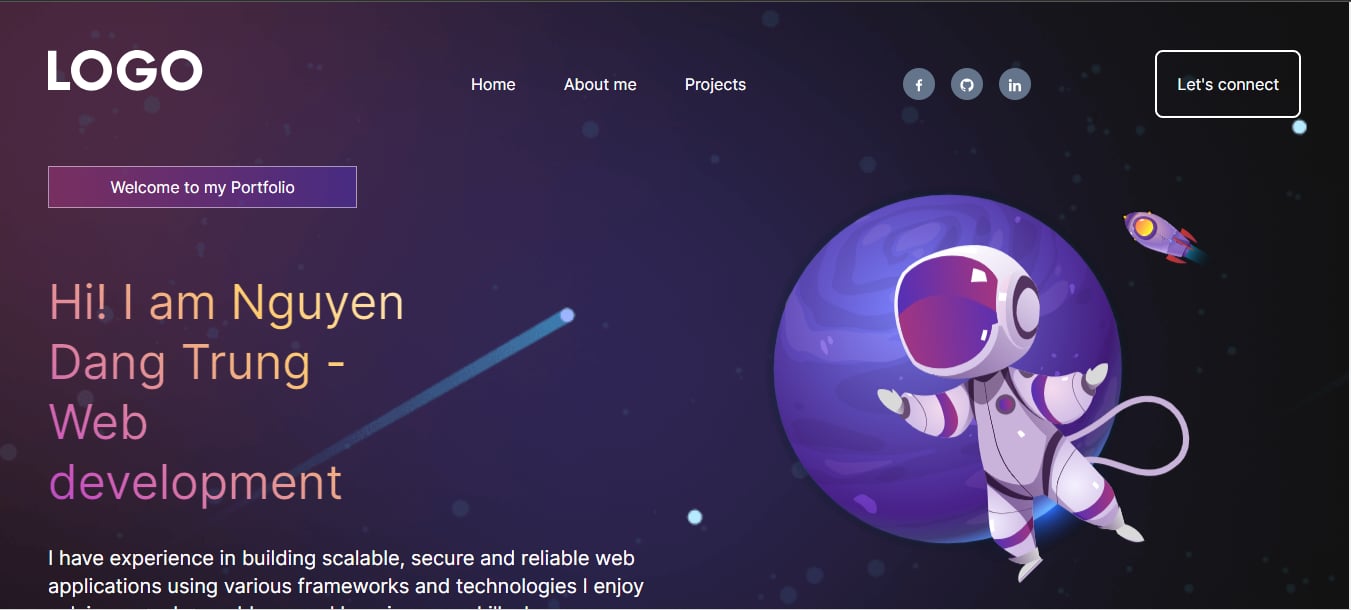 LOGO
Home About me Projects
f in Let's connect
Welcome to my Portfolio
Hi! I am Nguyen
Dang Trung -
Web
development
I have experience in building scalable, secure and reliable web
applications using various frameworks and technologies I enjoy